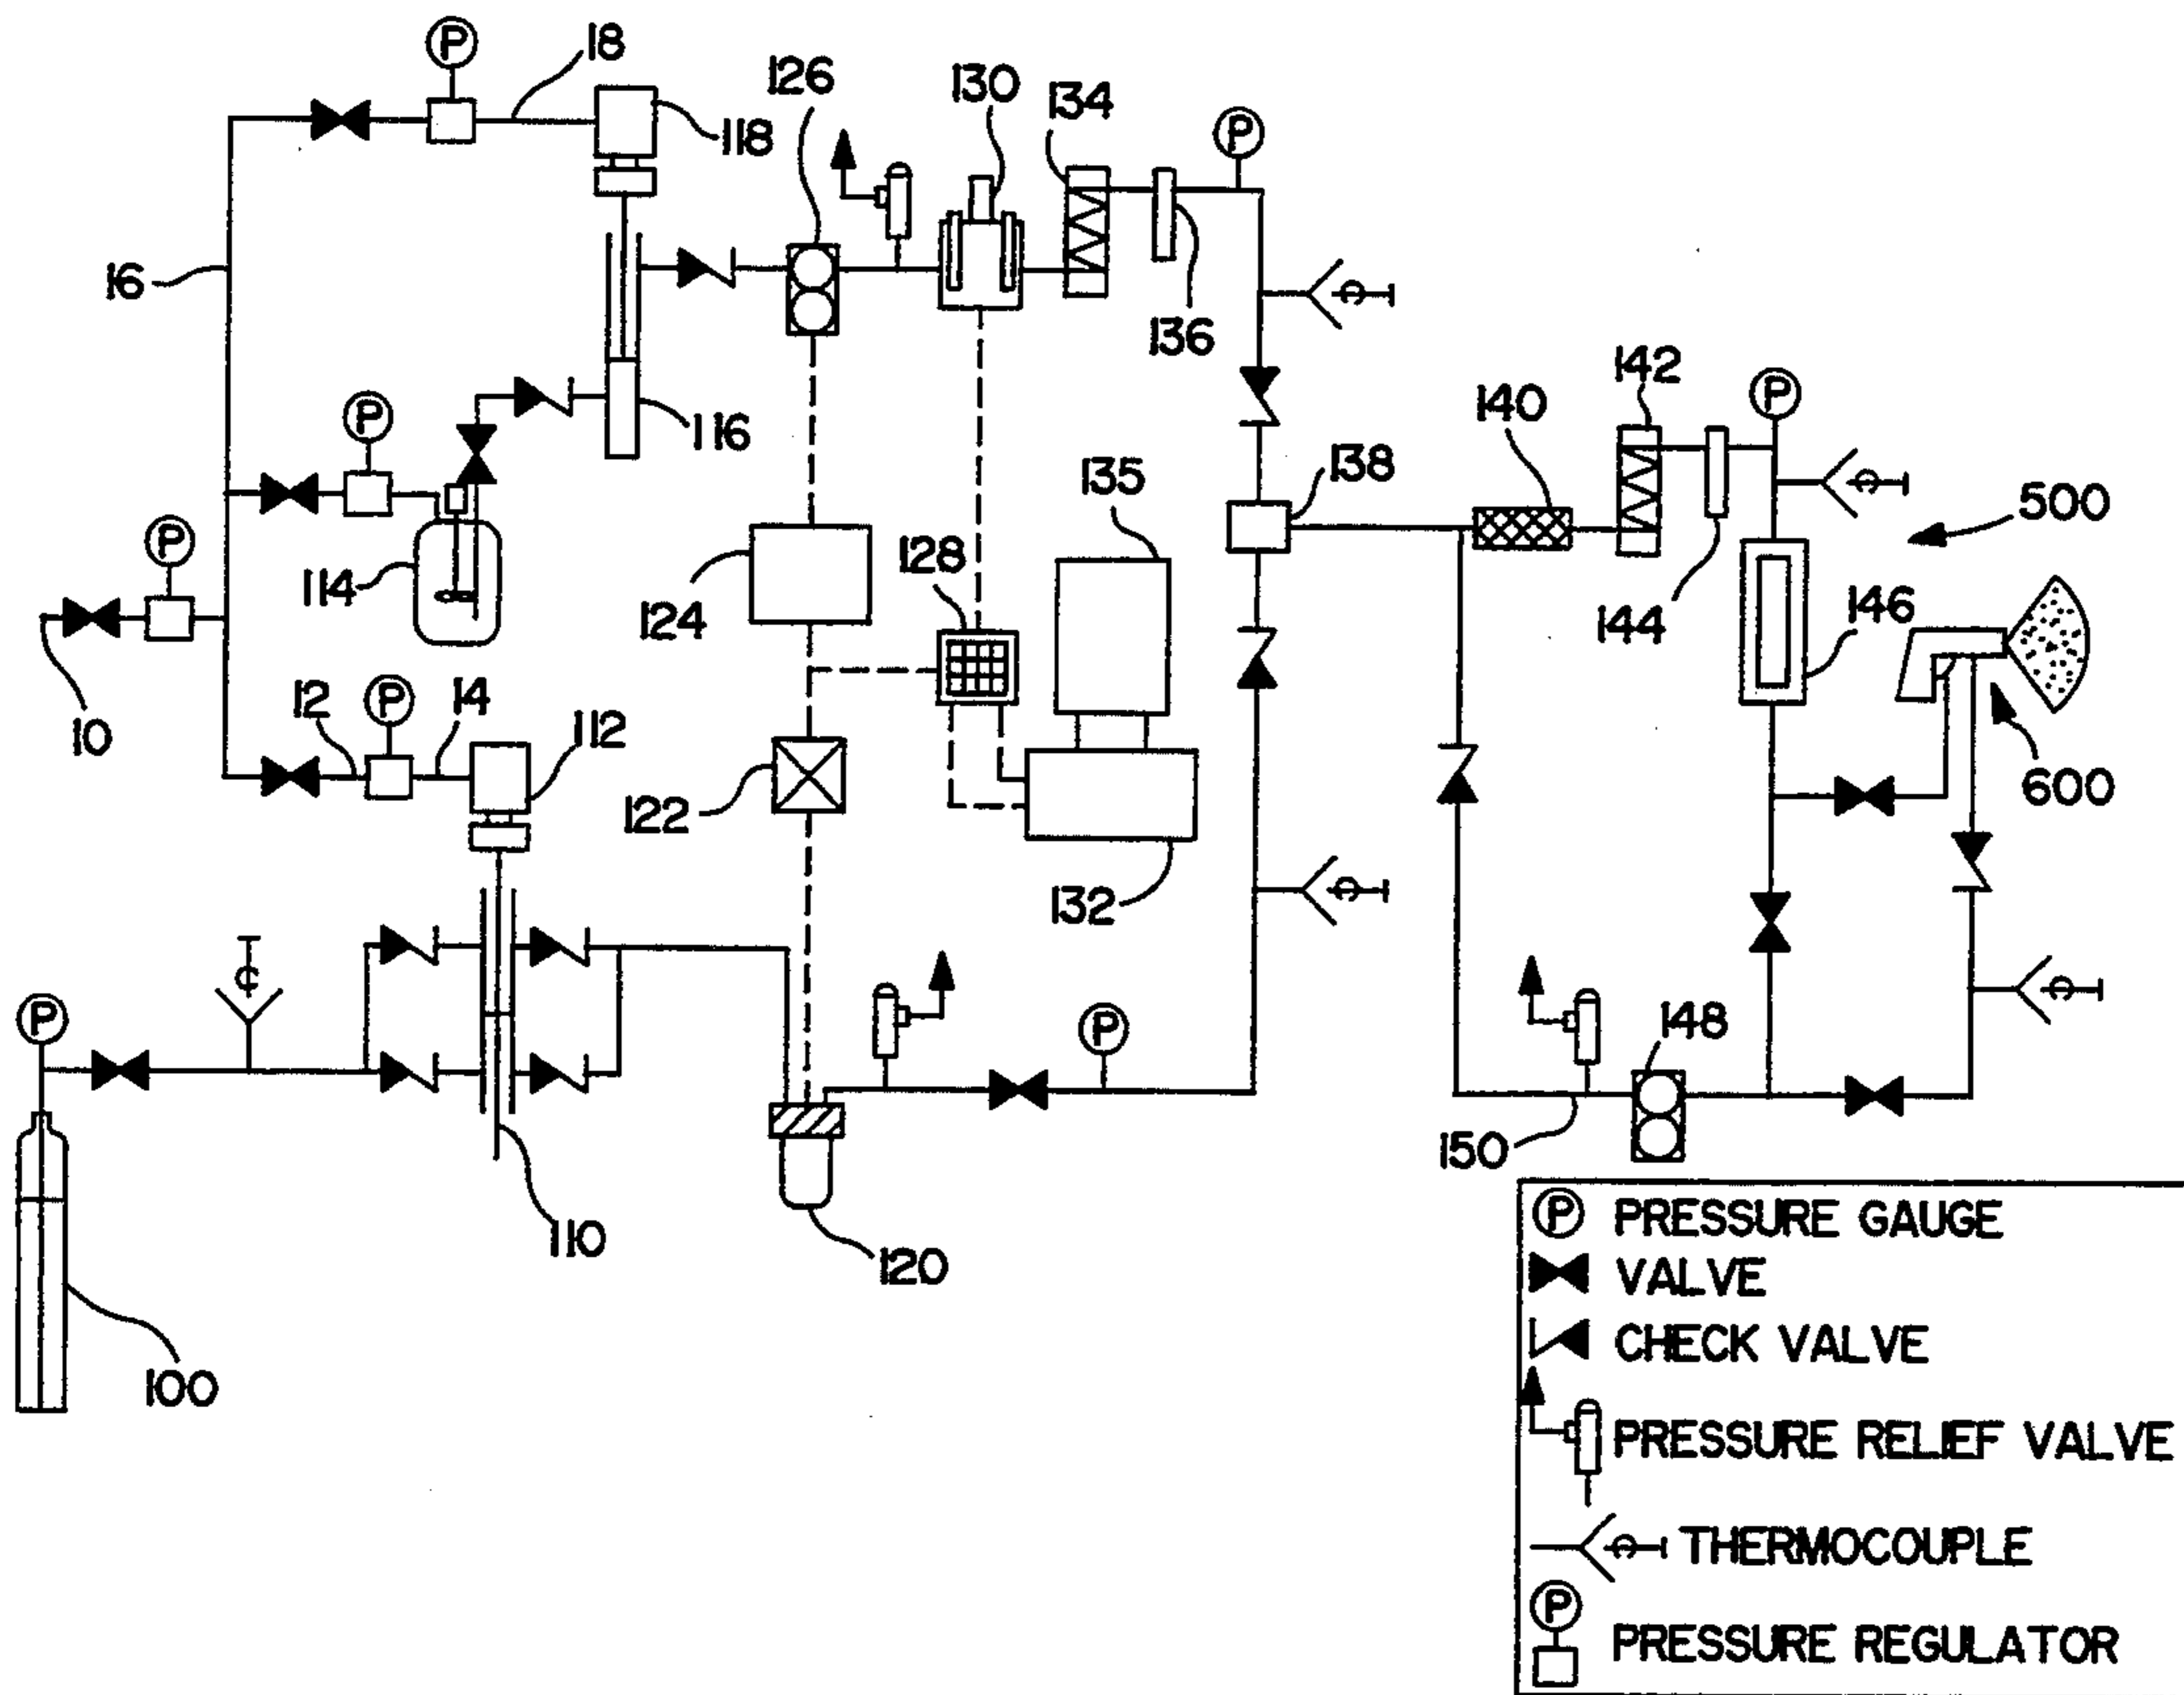 P
18
126
130
134
P
118
16
136
P
142
P
140
116
135
138
500
P
128
114
124
144
146
P
12
14
10
112
600
122
132
P
P
148
150
110
120
100
P PRESSURE GAUGE
VALVE
CHECK VALVE
PRESSURE RELIEF VALVE
THERMOCOUPLE
P
PRESSURE REGULATOR